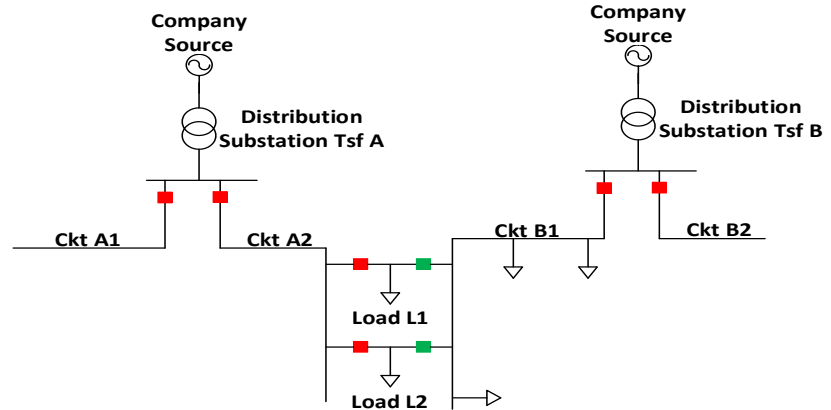 Company
Source
Company
Source
Distribution
Substation Tsf A
Distribution
Substation Tsf B
Ckt A1
Ckt A2
Ckt B1
Ckt B2
Load L1
Load L2